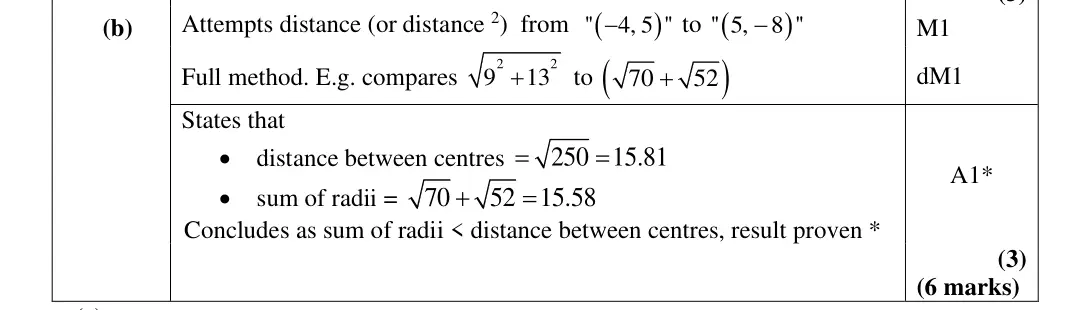 (b) Attempts distance (or distance ²) from "(−4, 5)" to "(5, −8)" M1
Full method. E.g. compares √(9² + 13²) to (√70 + √52) dM1
States that
• distance between centres = √250 = 15.81
• sum of radii = √70 + √52 = 15.58
A1*
Concludes as sum of radii < distance between centres, result proven *
(3)
(6 marks)